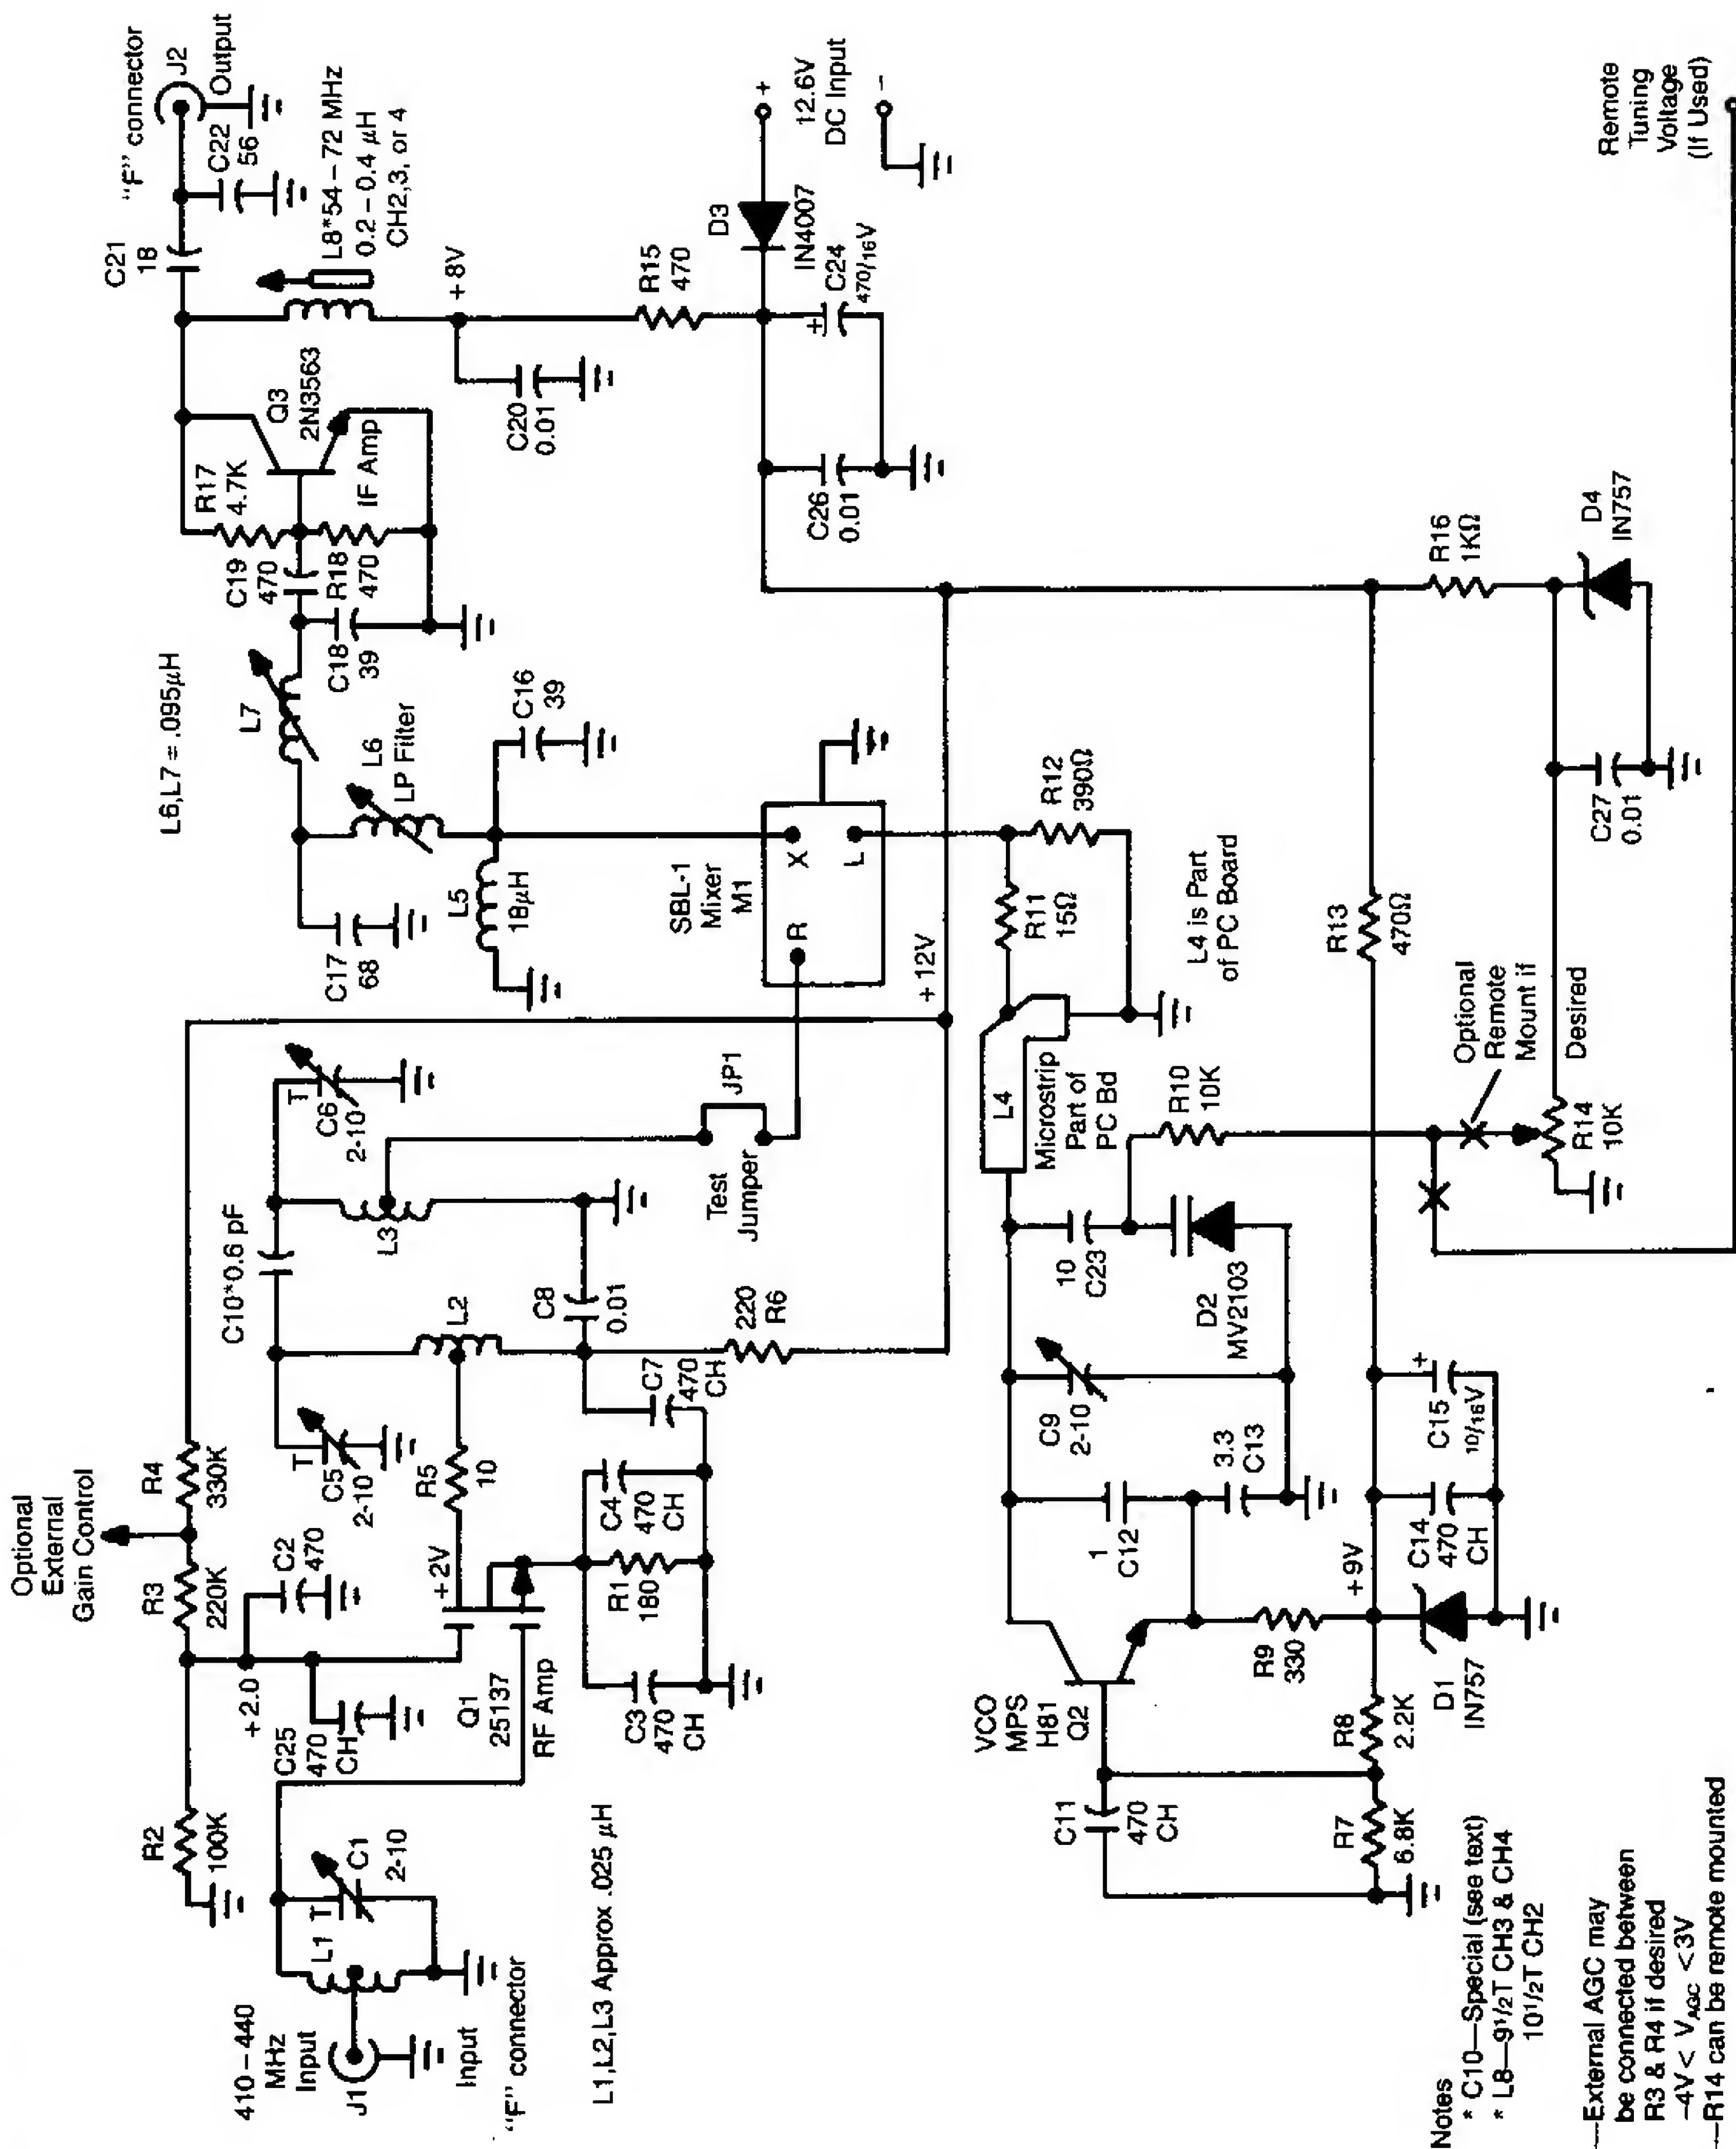 Optional
External
Gain Control
R2
100K
R3
220K
R4
330K
+2.0
C2
470
C25
470
CH
410–440
MHz
Input
J1
Input
"F" connector
L1
T
C1
2-10
L1,L2,L3 Approx .025 µH
Q1
25137
RF Amp
+2V
R5
10
T
C5
2-10
C3
470
CH
R1
180
C4
470
CH
C7
470
CH
L2
C10*0.6 pF
C8
0.01
220
R6
L3
T
C6
2-10
Test
Jumper
JP1
L6,L7 = .095µH
C17
68
L5
18µH
L6
LP Filter
L7
C16
39
C18
39
C19
470
R18
470
R17
4.7K
Q3
2N3563
IF Amp
C21
18
"F" connector
J2
Output
C22
56
L8*54–72 MHz
0.2–0.4 µH
CH2,3, or 4
+8V
C20
0.01
R15
470
D3
IN4007
+
12.6V
DC Input
-
C24
470/16V
+
C26
0.01
SBL-1
Mixer
M1
R
X
L
+12V
R11
15Ω
R12
390Ω
L4 is Part
of PC Board
L4
Microstrip
Part of
PC Bd
R10
10K
10
C23
D2
MV2103
C9
2-10
1
C12
3.3
C13
VCO
MPS
H81
Q2
C11
470
CH
R9
330
+9V
R7
6.8K
R8
2.2K
D1
IN757
C14
470
CH
C15
10/16V
+
R13
470Ω
Optional
Remote
Mount if
Desired
R14
10K
R16
1KΩ
D4
IN757
C27
0.01
Remote
Tuning
Voltage
(If Used)
Notes
* C10—Special (see text)
* L8—9 1/2T CH3 & CH4
10 1/2T CH2
—External AGC may
be connected between
R3 & R4 if desired
-4V < VAGC <3V
—R14 can be remote mounted